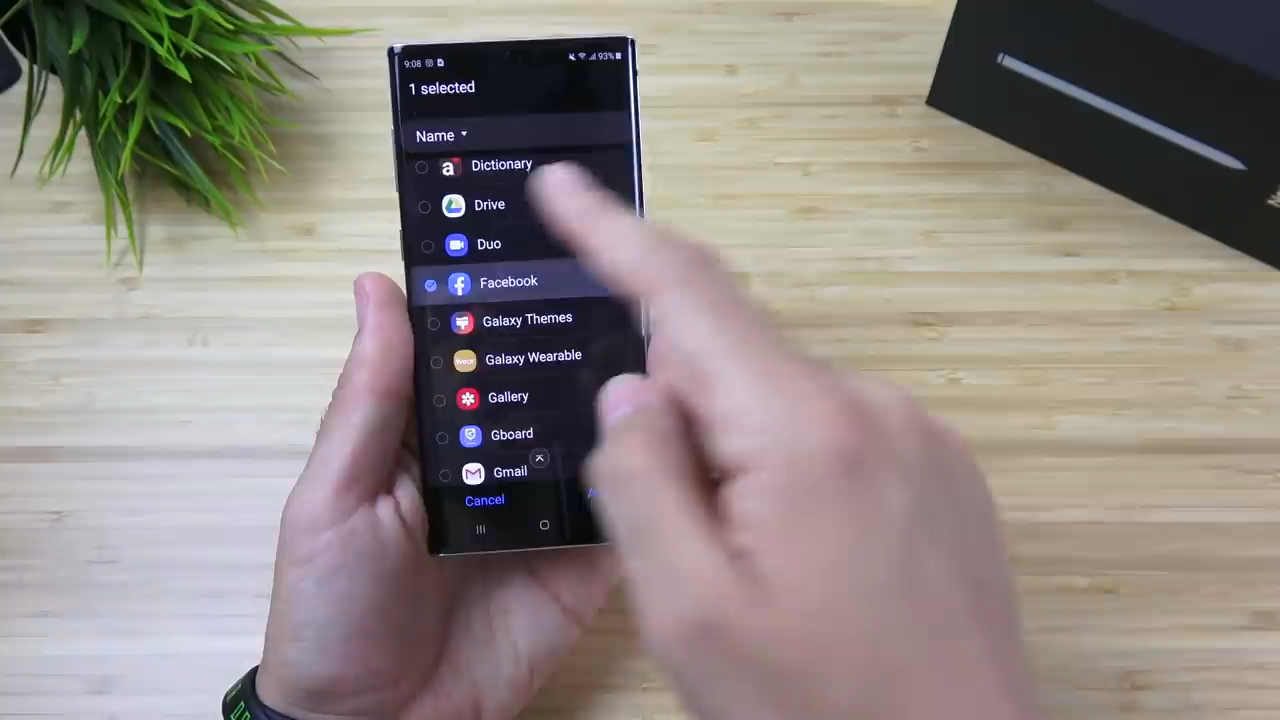 9:08 93%
1 selected
Name
Dictionary
Drive
Duo
Facebook
Galaxy Themes
Galaxy Wearable
Gallery
Gboard
Gmail
Cancel